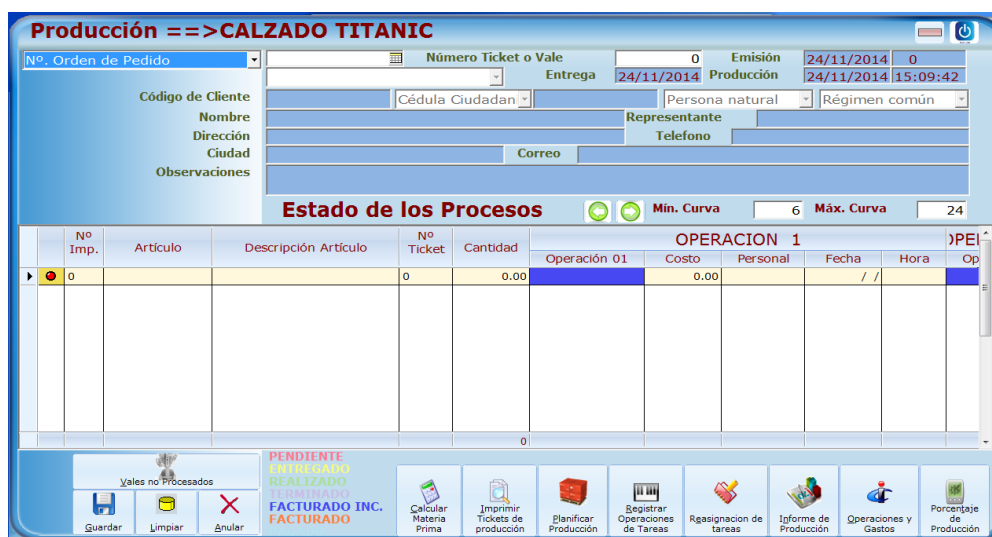 Producción ==>CALZADO TITANIC
Nº. Orden de Pedido Número Ticket o Vale 0 Emisión 24/11/2014 0
Entrega 24/11/2014 Producción 24/11/2014 15:09:42
Código de Cliente Cédula Ciudadan Persona natural Régimen común
Nombre Representante
Dirección Telefono
Ciudad Correo
Observaciones
Estado de los Procesos Mín. Curva 6 Máx. Curva 24
Nº Imp. Artículo Descripción Artículo Nº Ticket Cantidad OPERACION 1 OPE
Operación 01 Costo Personal Fecha Hora Op
0 0 0.00 0.00 / /
0
Vales no Procesados
Guardar Limpiar Anular
PENDIENTE
ENTREGADO
REALIZADO
TERMINADO
FACTURADO INC.
FACTURADO
Calcular Materia Prima
Imprimir Tickets de producción
Planificar Producción
Registrar Operaciones de Tareas
Reasignacion de tareas
Informe de Producción
Operaciones y Gastos
Porcentaje de Producción